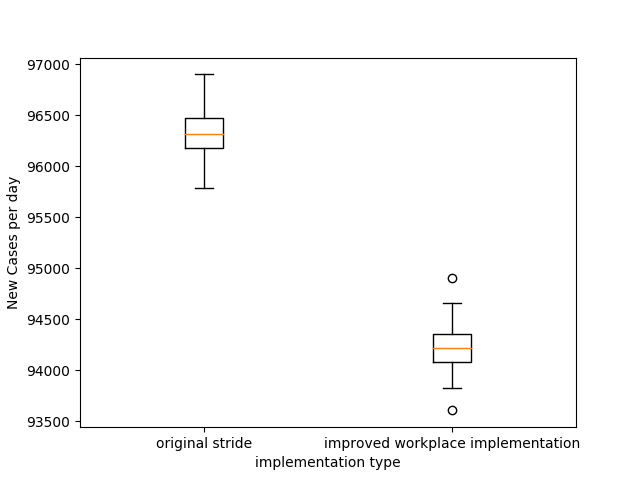 97000
96500
96000
95500
95000
94500
94000
93500
New Cases per day
original stride
improved workplace implementation
implementation type